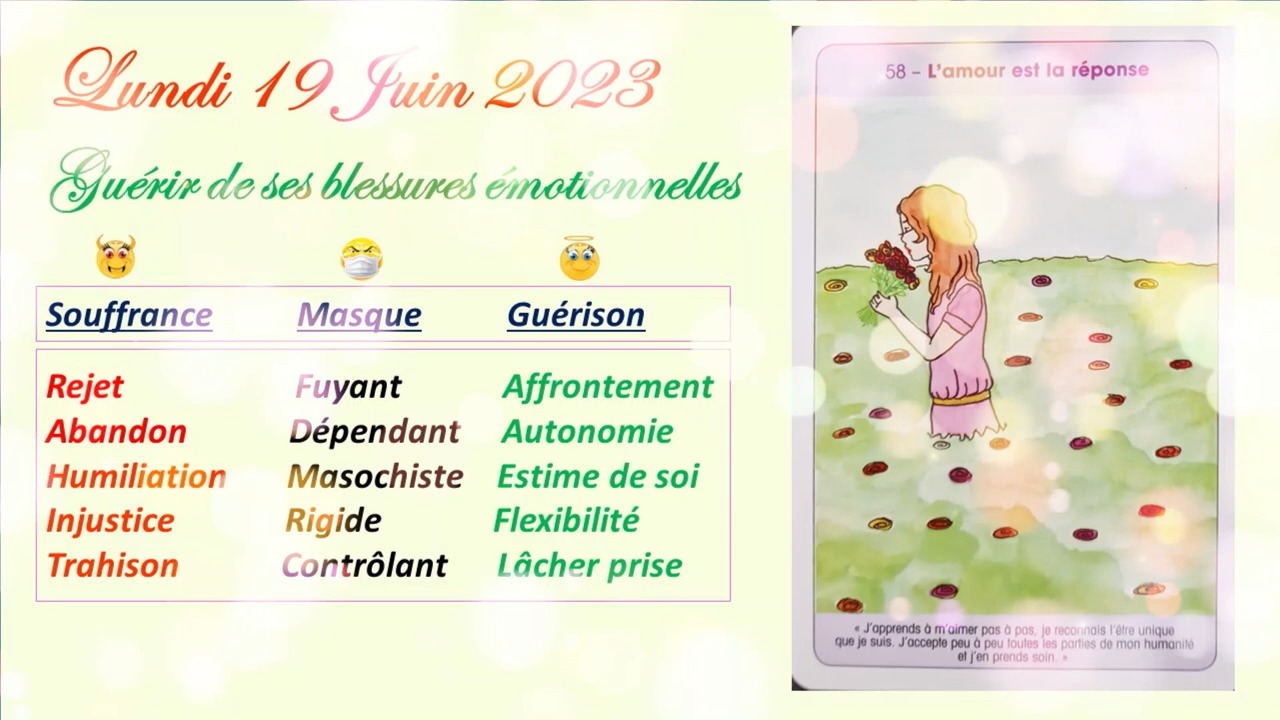 Lundi 19 Juin 2023
Guérir de ses blessures émotionnelles
Souffrance Masque Guérison
Rejet Fuyant Affrontement
Abandon Dépendant Autonomie
Humiliation Masochiste Estime de soi
Injustice Rigide Flexibilité
Trahison Contrôlant Lâcher prise
58 – L'amour est la réponse
« J'apprends à m'aimer pas à pas, je reconnais l'être unique
que je suis. J'accepte peu à peu toutes les parties de mon humanité
et j'en prends soin. »